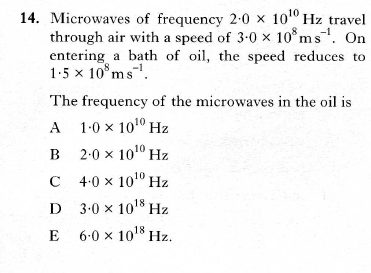 14. Microwaves of frequency 2·0 × 10¹⁰ Hz travel
through air with a speed of 3·0 × 10⁸ m s⁻¹. On
entering a bath of oil, the speed reduces to
1·5 × 10⁸ m s⁻¹.
The frequency of the microwaves in the oil is
A 1·0 × 10¹⁰ Hz
B 2·0 × 10¹⁰ Hz
C 4·0 × 10¹⁰ Hz
D 3·0 × 10¹⁸ Hz
E 6·0 × 10¹⁸ Hz.